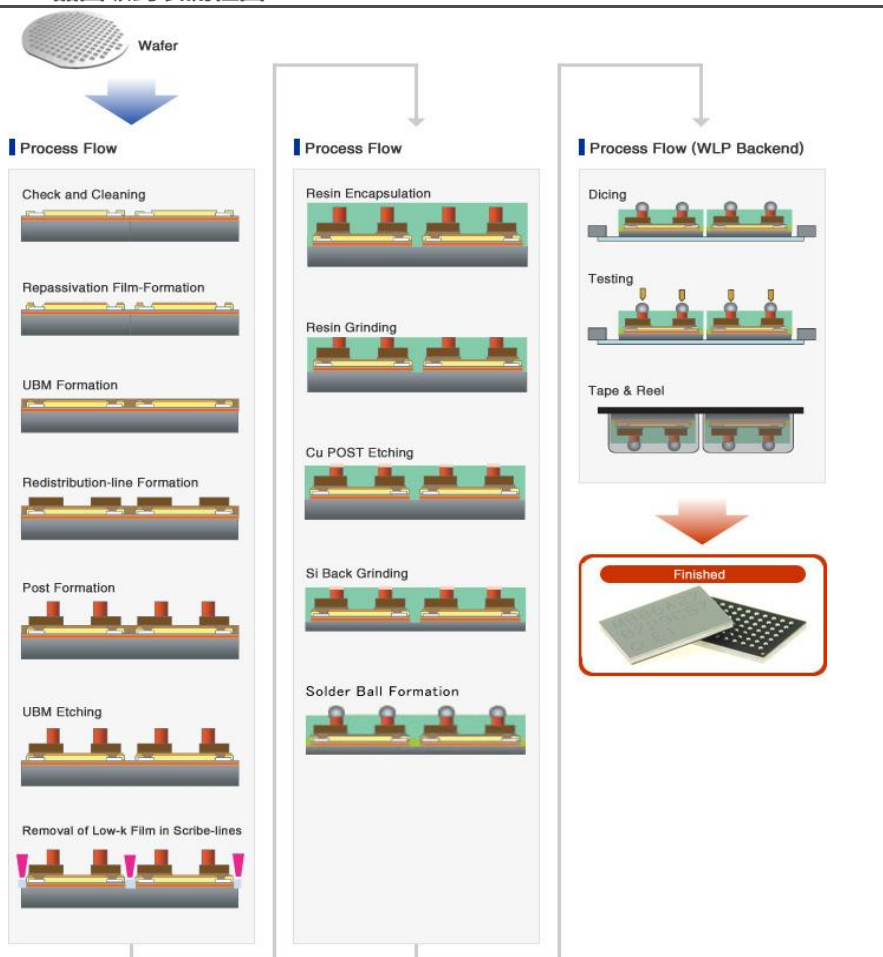 Wafer
Process Flow
Check and Cleaning
Repassivation Film-Formation
UBM Formation
Redistribution-line Formation
Post Formation
UBM Etching
Removal of Low-k Film in Scribe-lines
Process Flow
Resin Encapsulation
Resin Grinding
Cu POST Etching
Si Back Grinding
Solder Ball Formation
Process Flow (WLP Backend)
Dicing
Testing
Tape & Reel
Finished